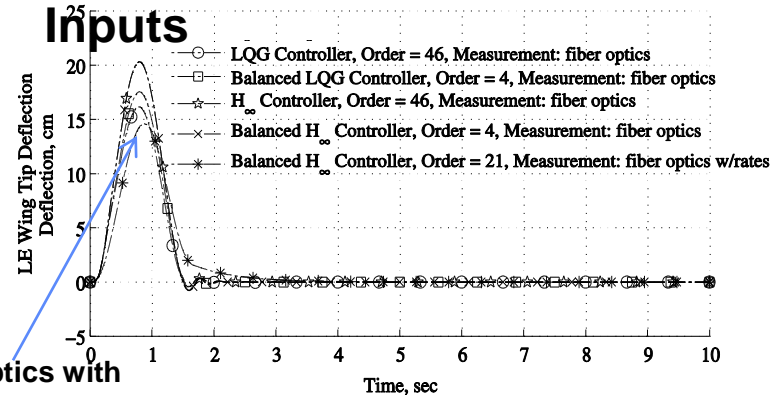 Inputs
25
20
15
10
5
0
−5
LE Wing Tip Deflection
Deflection, cm
LQG Controller, Order = 46, Measurement: fiber optics
Balanced LQG Controller, Order = 4, Measurement: fiber optics
H∞ Controller, Order = 46, Measurement: fiber optics
Balanced H∞ Controller, Order = 4, Measurement: fiber optics
Balanced H∞ Controller, Order = 21, Measurement: fiber optics w/rates
0 1 2 3 4 5 6 7 8 9 10
Time, sec
ptics with